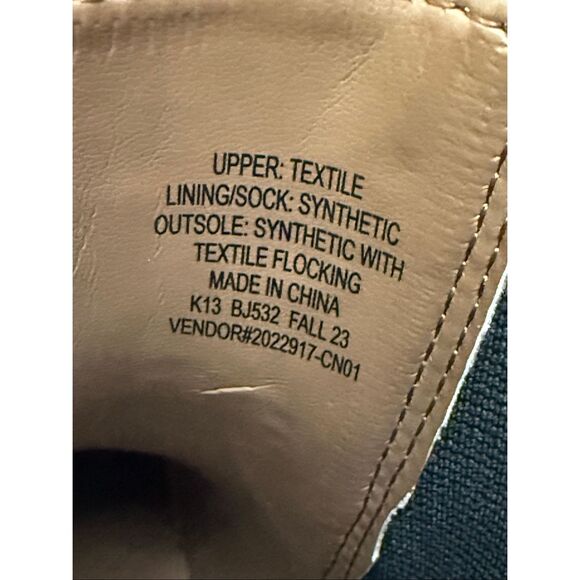 UPPER: TEXTILE
LINING/SOCK: SYNTHETIC
OUTSOLE: SYNTHETIC WITH
TEXTILE FLOCKING
MADE IN CHINA
K13 BJ532 FALL 23
VENDOR#2022917-CN01